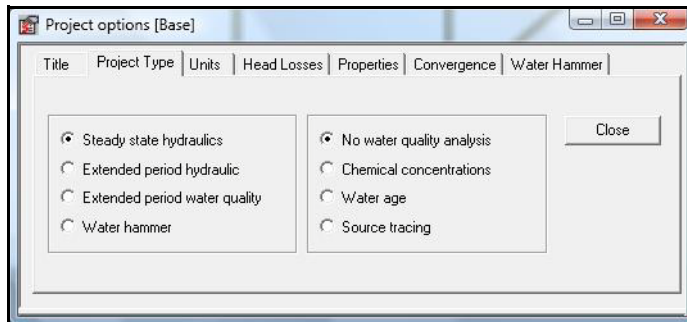 Project options [Base]
Title Project Type Units Head Losses Properties Convergence Water Hammer
Steady state hydraulics
Extended period hydraulic
Extended period water quality
Water hammer
No water quality analysis
Chemical concentrations
Water age
Source tracing
Close